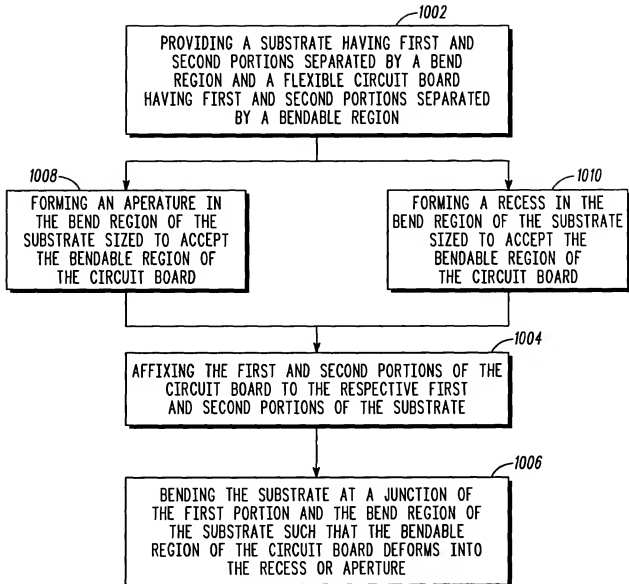 1002
PROVIDING A SUBSTRATE HAVING FIRST AND
SECOND PORTIONS SEPARATED BY A BEND
REGION AND A FLEXIBLE CIRCUIT BOARD
HAVING FIRST AND SECOND PORTIONS SEPARATED
BY A BENDABLE REGION
1008
FORMING AN APERTURE IN
THE BEND REGION OF THE
SUBSTRATE SIZED TO ACCEPT
THE BENDABLE REGION OF
THE CIRCUIT BOARD
1010
FORMING A RECESS IN THE
BEND REGION OF THE SUBSTRATE
SIZED TO ACCEPT THE
BENDABLE REGION OF
THE CIRCUIT BOARD
1004
AFFIXING THE FIRST AND SECOND PORTIONS OF THE
CIRCUIT BOARD TO THE RESPECTIVE FIRST
AND SECOND PORTIONS OF THE SUBSTRATE
1006
BENDING THE SUBSTRATE AT A JUNCTION OF
THE FIRST PORTION AND THE BEND REGION OF
THE SUBSTRATE SUCH THAT THE BENDABLE
REGION OF THE CIRCUIT BOARD DEFORMS INTO
THE RECESS OR APERTURE